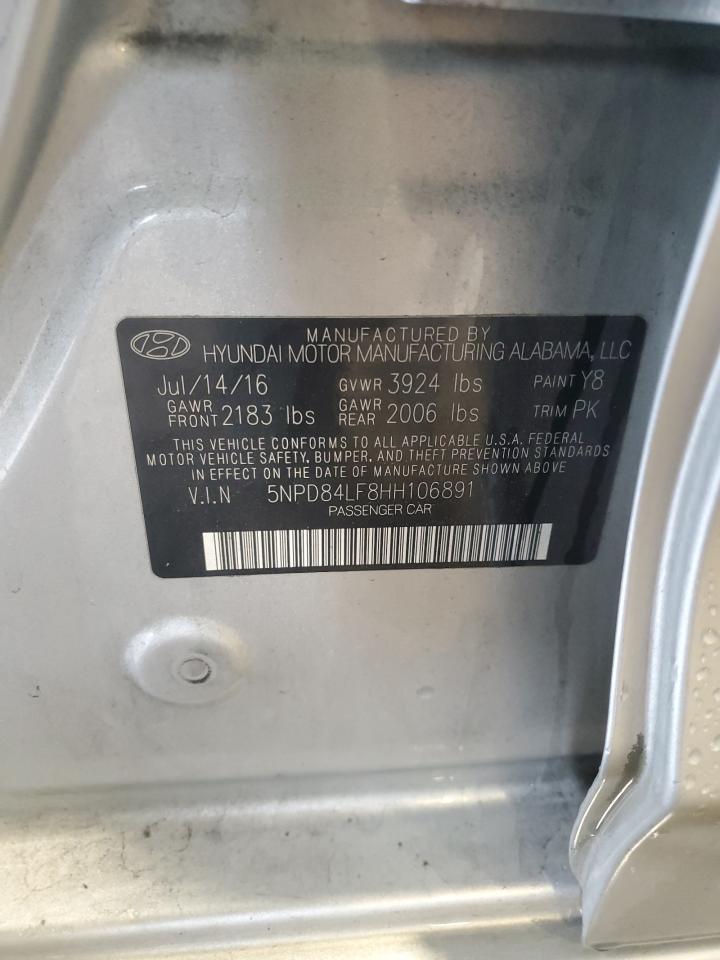 MANUFACTURED BY
HYUNDAI MOTOR MANUFACTURING ALABAMA, LLC
Jul/14/16 GVWR 3924 lbs PAINT Y8
GAWR FRONT 2183 lbs GAWR REAR 2006 lbs TRIM PK
THIS VEHICLE CONFORMS TO ALL APPLICABLE U.S.A. FEDERAL
MOTOR VEHICLE SAFETY, BUMPER, AND THEFT PREVENTION STANDARDS
IN EFFECT ON THE DATE OF MANUFACTURE SHOWN ABOVE
V.I.N 5NPD84LF8HH106891
PASSENGER CAR